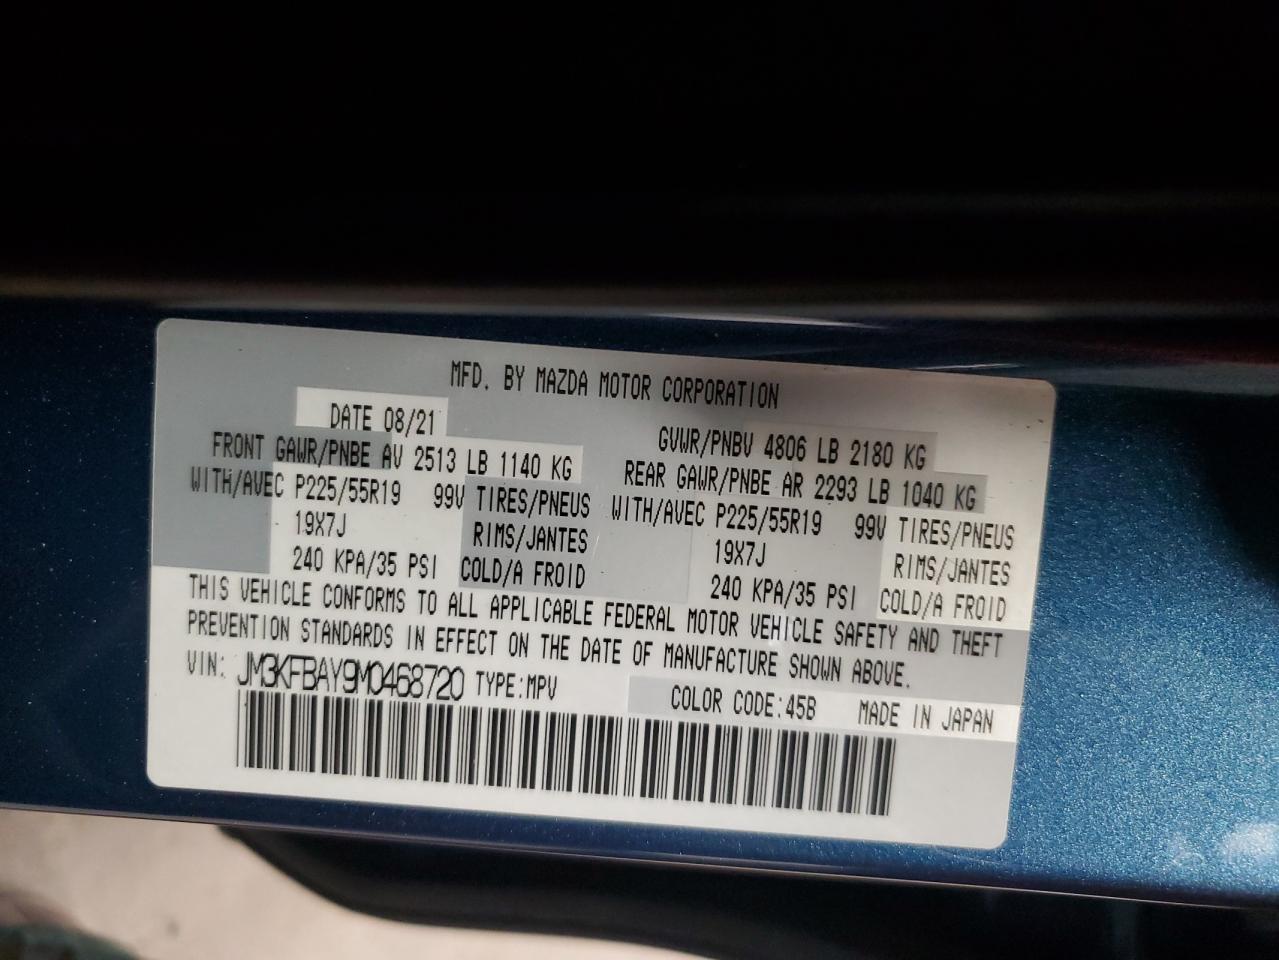 MFD. BY MAZDA MOTOR CORPORATION
DATE 08/21
GVWR/PNBV 4806 LB 2180 KG
FRONT GAWR/PNBE AV 2513 LB 1140 KG
REAR GAWR/PNBE AR 2293 LB 1040 KG
WITH/AVEC P225/55R19 99V TIRES/PNEUS
WITH/AVEC P225/55R19 99V TIRES/PNEUS
19X7J RIMS/JANTES
19X7J RIMS/JANTES
240 KPA/35 PSI COLD/A FROID
240 KPA/35 PSI COLD/A FROID
THIS VEHICLE CONFORMS TO ALL APPLICABLE FEDERAL MOTOR VEHICLE SAFETY AND THEFT
PREVENTION STANDARDS IN EFFECT ON THE DATE OF MANUFACTURE SHOWN ABOVE.
VIN: JM3KFBAY9M0468720 TYPE:MPV COLOR CODE:45B MADE IN JAPAN